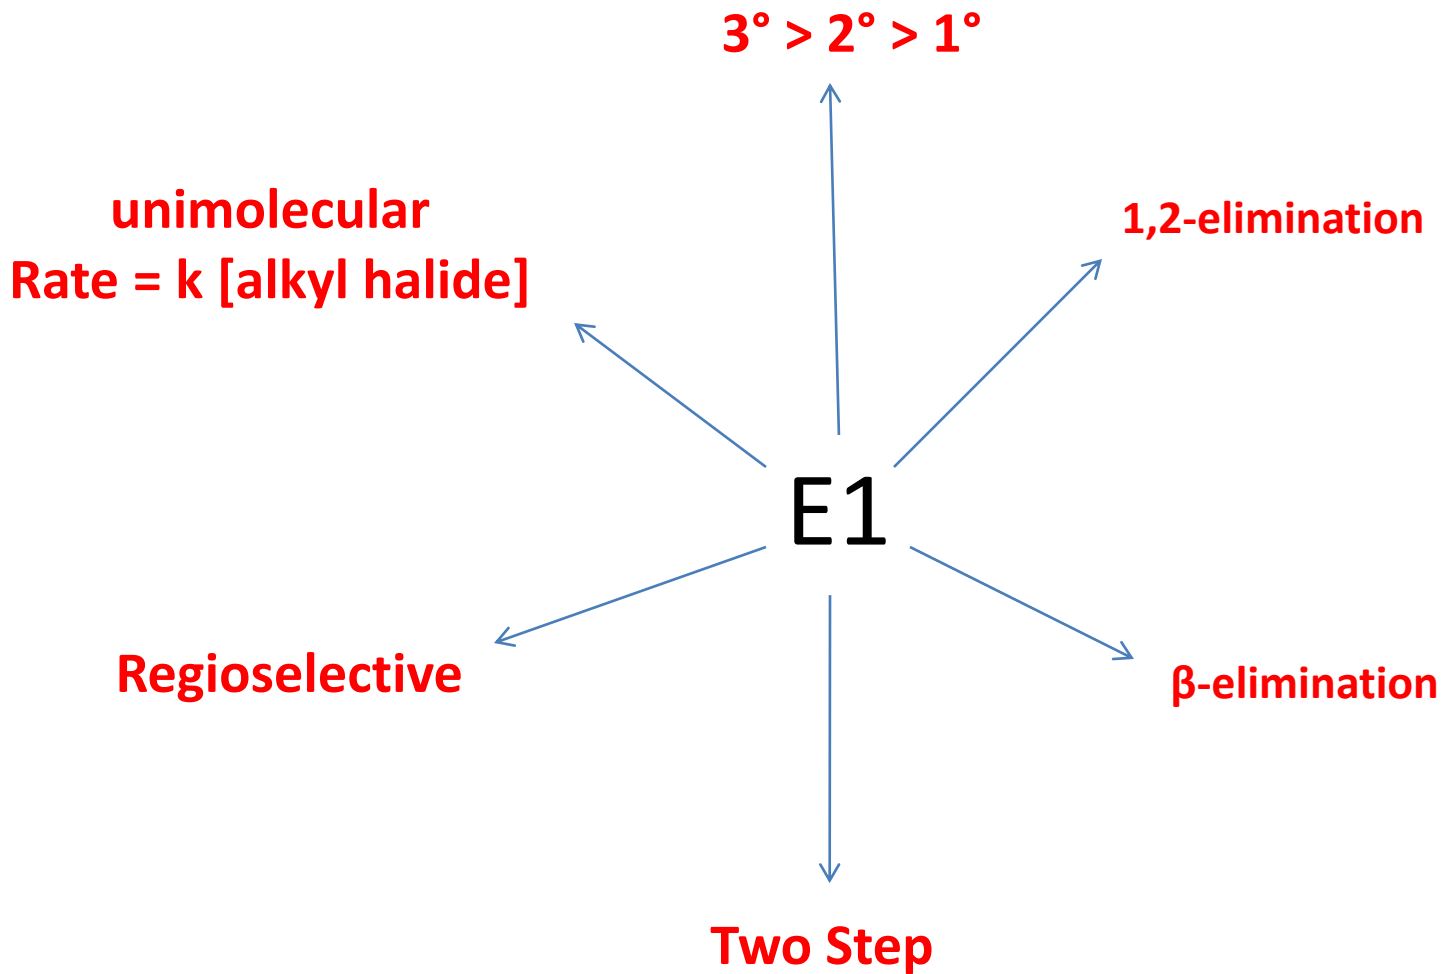 3° > 2° > 1°
unimolecular
Rate = k [alkyl halide]
1,2-elimination
E1
Regioselective
β-elimination
Two Step